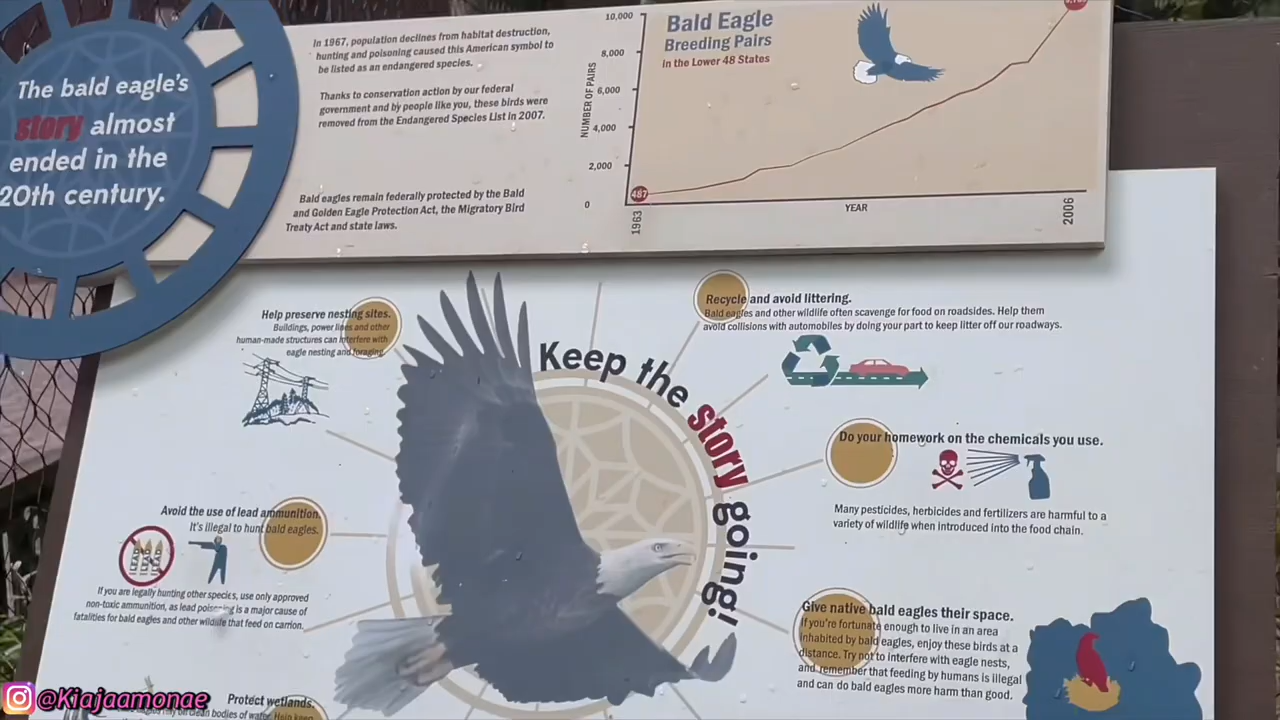 The bald eagle's
story almost
ended in the
20th century.
In 1967, population declines from habitat destruction,
hunting and poisoning caused this American symbol to
be listed as an endangered species.
Thanks to conservation action by our federal
government and by people like you, these birds were
removed from the Endangered Species List in 2007.
Bald eagles remain federally protected by the Bald
and Golden Eagle Protection Act, the Migratory Bird
Treaty Act and state laws.
Bald Eagle
Breeding Pairs
in the Lower 48 States
NUMBER OF PAIRS
10,000
8,000
6,000
4,000
2,000
0
487
1963
YEAR
2006
Keep the story going!
Help preserve nesting sites.
Buildings, power lines and other
human-made structures can interfere with
eagle nesting and foraging.
Recycle and avoid littering.
Bald eagles and other wildlife often scavenge for food on roadsides. Help them
avoid collisions with automobiles by doing your part to keep litter off our roadways.
Do your homework on the chemicals you use.
Many pesticides, herbicides and fertilizers are harmful to a
variety of wildlife when introduced into the food chain.
Avoid the use of lead ammunition.
It's illegal to hunt bald eagles.
LEAD LEAD LEAD
If you are legally hunting other species, use only approved
non-toxic ammunition, as lead poisoning is a major cause of
fatalities for bald eagles and other wildlife that feed on carrion.
Give native bald eagles their space.
If you're fortunate enough to live in an area
inhabited by bald eagles, enjoy these birds at a
distance. Try not to interfere with eagle nests,
and remember that feeding by humans is illegal
and can do bald eagles more harm than good.
Protect wetlands.
rely on clean bodies of water. Help keep
@Kiajaamonae